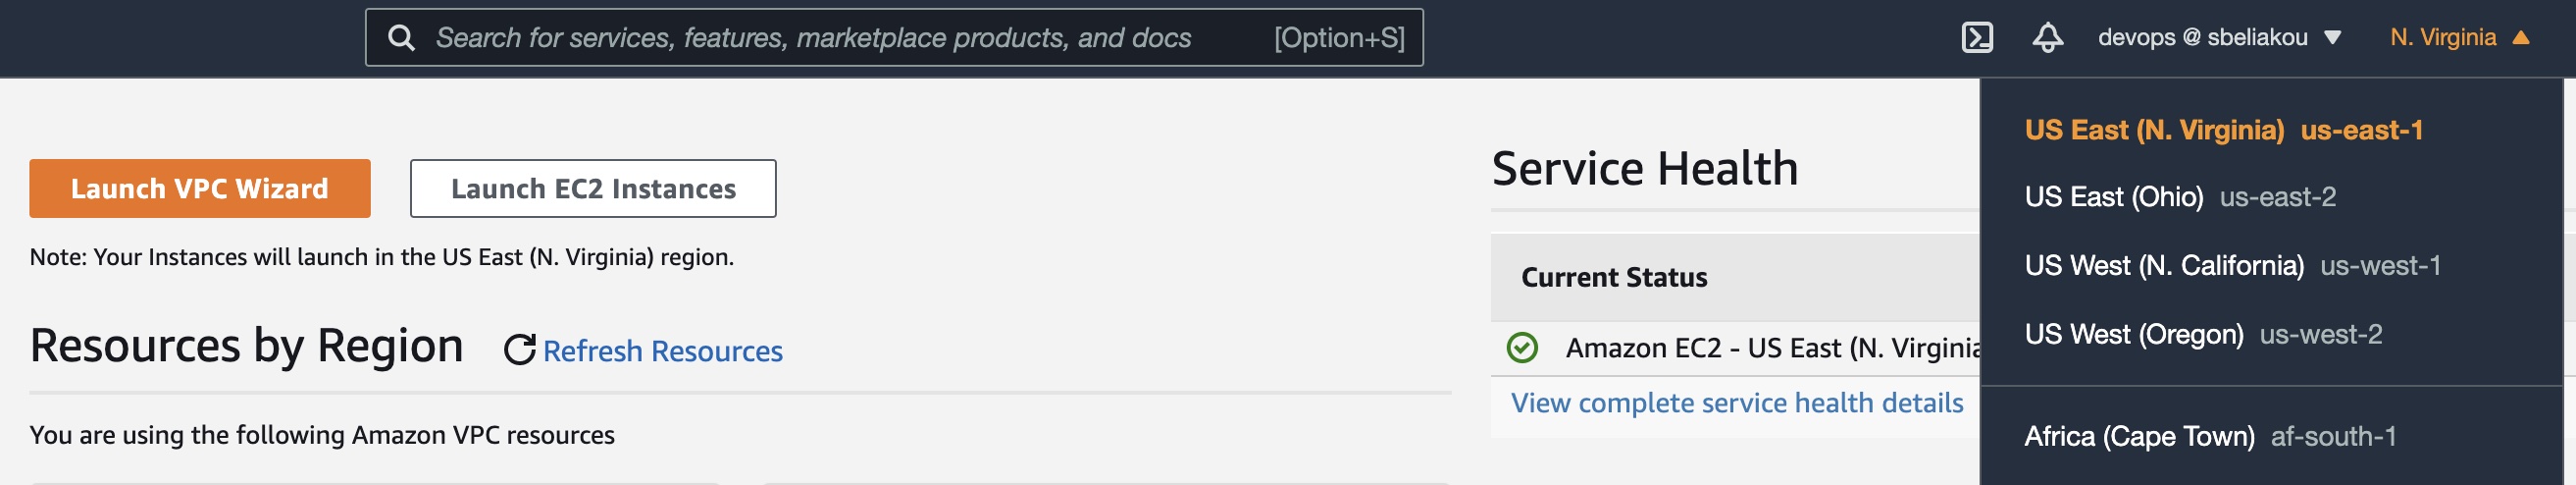 Search for services, features, marketplace products, and docs [Option+S]
devops @ sbeliakou
N. Virginia
Launch VPC Wizard
Launch EC2 Instances
Note: Your Instances will launch in the US East (N. Virginia) region.
Resources by Region
Refresh Resources
You are using the following Amazon VPC resources
Service Health
Current Status
Amazon EC2 - US East (N. Virginia
View complete service health details
US East (N. Virginia) us-east-1
US East (Ohio) us-east-2
US West (N. California) us-west-1
US West (Oregon) us-west-2
Africa (Cape Town) af-south-1